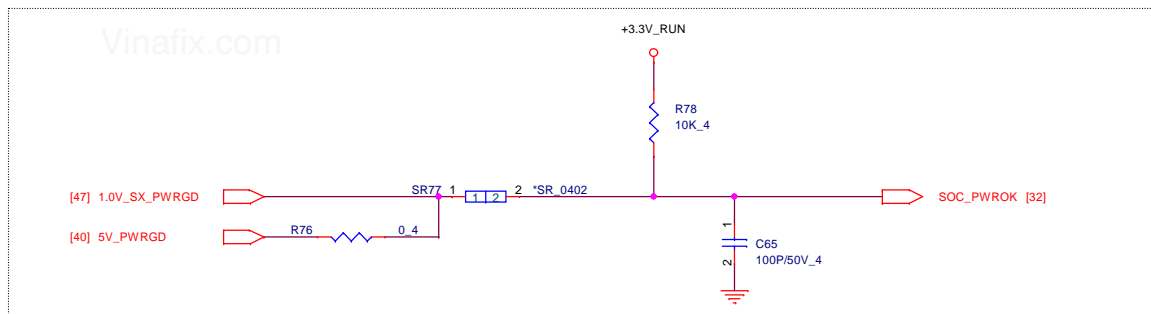 Vinafix.com
+3.3V_RUN
R78
10K_4
[47] 1.0V_SX_PWRGD
SR77 1
1 2
2 *SR_0402
SOC_PWROK [32]
[40] 5V_PWRGD
R76
0_4
1
C65
2
100P/50V_4